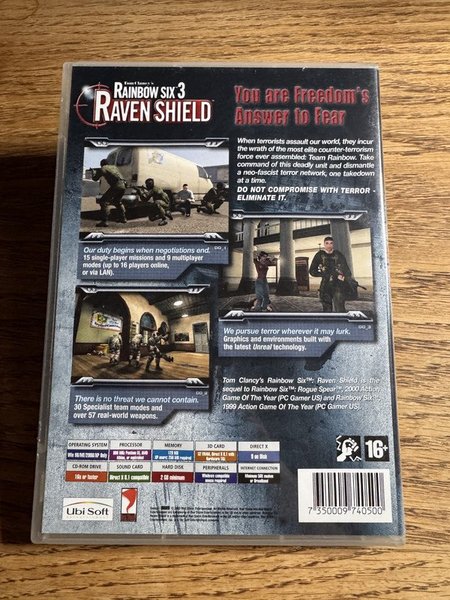 RAINBOW SIX 3
RAVEN SHIELD
You are Freedom's
Answer to Fear
When terrorists assault our world, they incur
the wrath of the most elite counter-terrorism
force ever assembled: Team Rainbow. Take
command of this deadly unit and dismantle
a neo-fascist terror network, one takedown
at a time.
DO NOT COMPROMISE WITH TERROR -
ELIMINATE IT.
Our duty begins when negotiations end.
15 single-player missions and 9 multiplayer
modes (up to 16 players online,
or via LAN).
We pursue terror wherever it may lurk.
Graphics and environments built with
the latest Unreal technology.
There is no threat we cannot contain.
30 Specialist team modes and
over 57 real-world weapons.
Tom Clancy's Rainbow Six™: Raven Shield is the
sequel to Rainbow Six™: Rogue Spear™, 2000 Action
Game Of The Year (PC Gamer US) and Rainbow Six™
1999 Action Game Of The Year (PC Gamer US).
16+
OPERATING SYSTEM PROCESSOR MEMORY 3D CARD DIRECT X
CD-ROM DRIVE SOUND CARD HARD DISK PERIPHERALS INTERNET CONNECTION
16x or faster Direct X 8.1 compatible 2 GB minimum
Ubi Soft
7 350009 740500